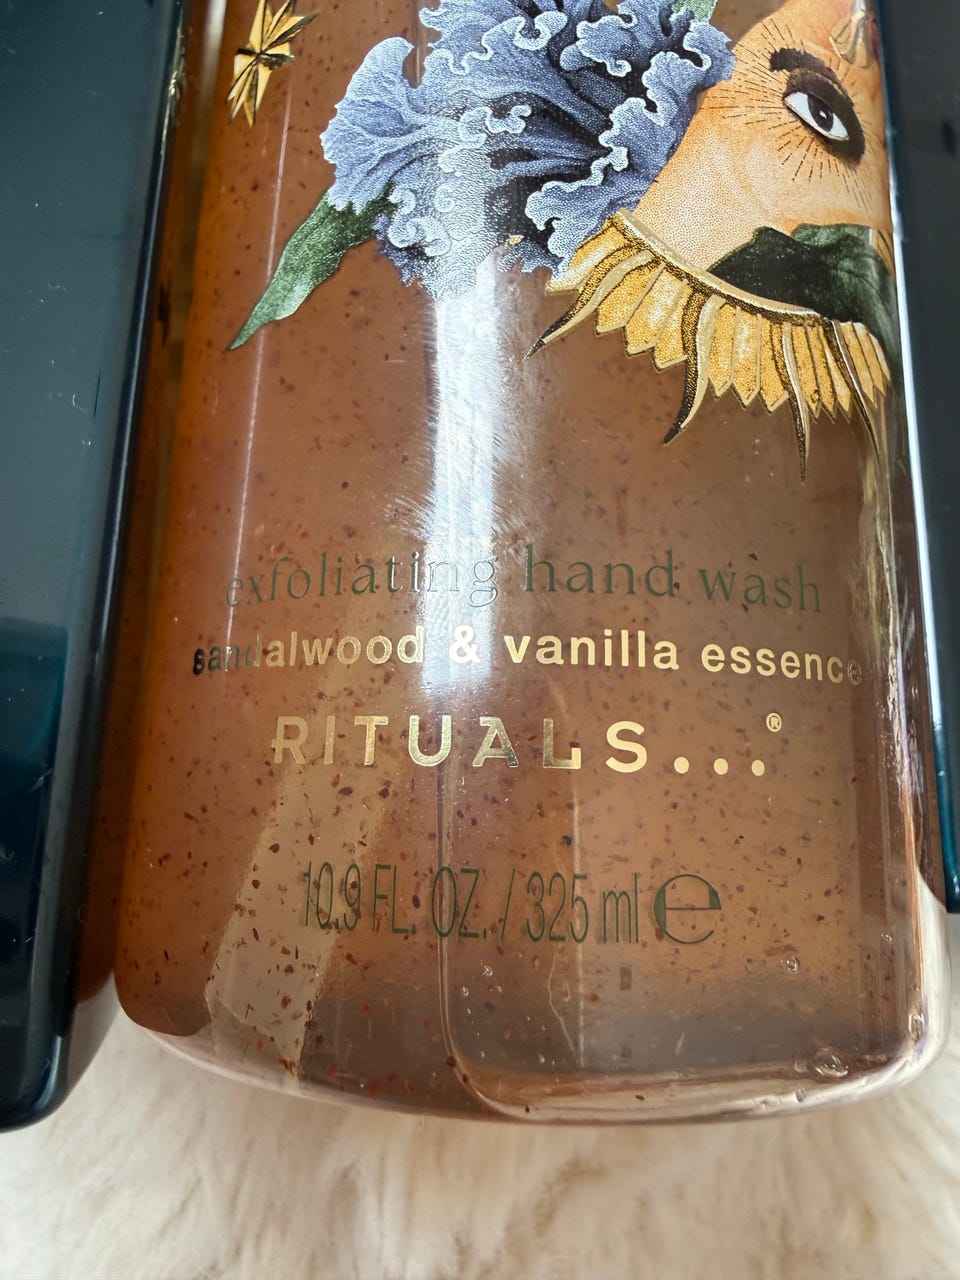 exfoliating hand wash
sandalwood & vanilla essence
RITUALS...®
10.9 FL. OZ. / 325 ml ℮